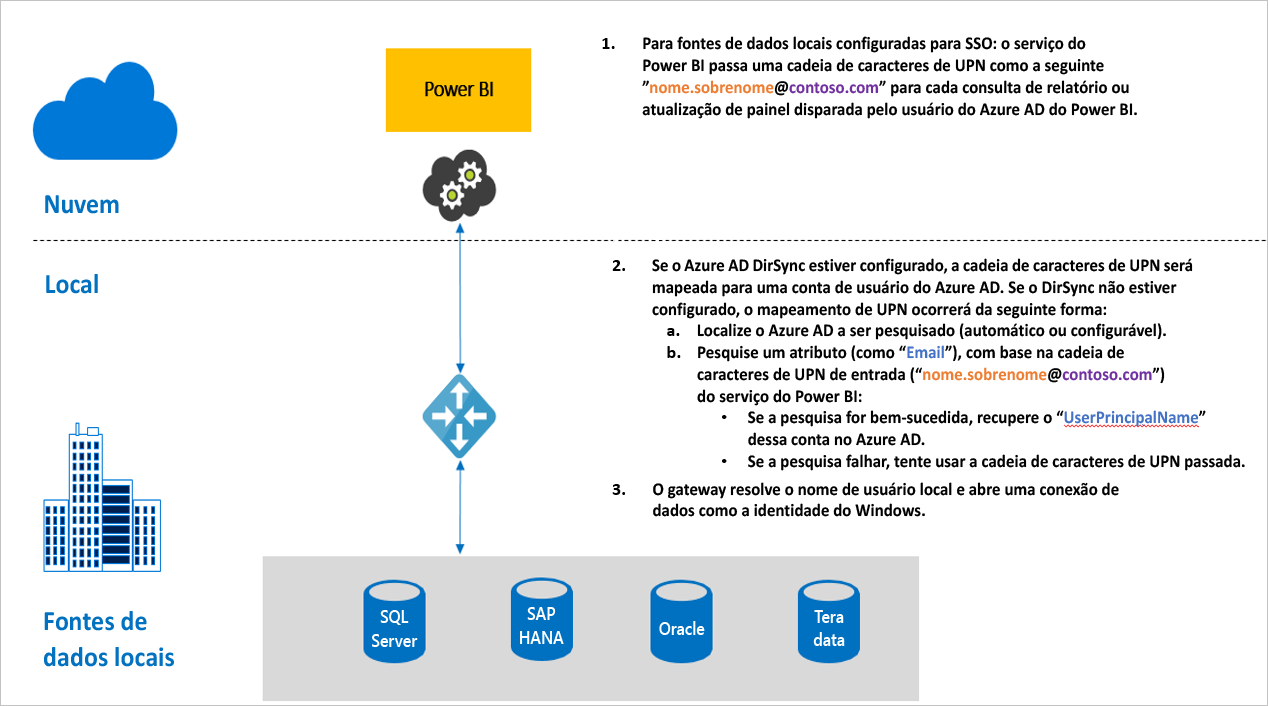 Power BI
1. Para fontes de dados locais configuradas para SSO: o serviço do
Power BI passa uma cadeia de caracteres de UPN como a seguinte
”nome.sobrenome@contoso.com” para cada consulta de relatório ou
atualização de painel disparada pelo usuário do Azure AD do Power BI.
Nuvem
Local
2. Se o Azure AD DirSync estiver configurado, a cadeia de caracteres de UPN será
mapeada para uma conta de usuário do Azure AD. Se o DirSync não estiver
configurado, o mapeamento de UPN ocorrerá da seguinte forma:
a. Localize o Azure AD a ser pesquisado (automático ou configurável).
b. Pesquise um atributo (como “Email”), com base na cadeia de
caracteres de UPN de entrada (“nome.sobrenome@contoso.com”)
do serviço do Power BI:
• Se a pesquisa for bem-sucedida, recupere o “UserPrincipalName”
dessa conta no Azure AD.
• Se a pesquisa falhar, tente usar a cadeia de caracteres de UPN passada.
3. O gateway resolve o nome de usuário local e abre uma conexão de
dados como a identidade do Windows.
Fontes de
dados locais
SQL
Server
SAP
HANA
Oracle
Tera
data